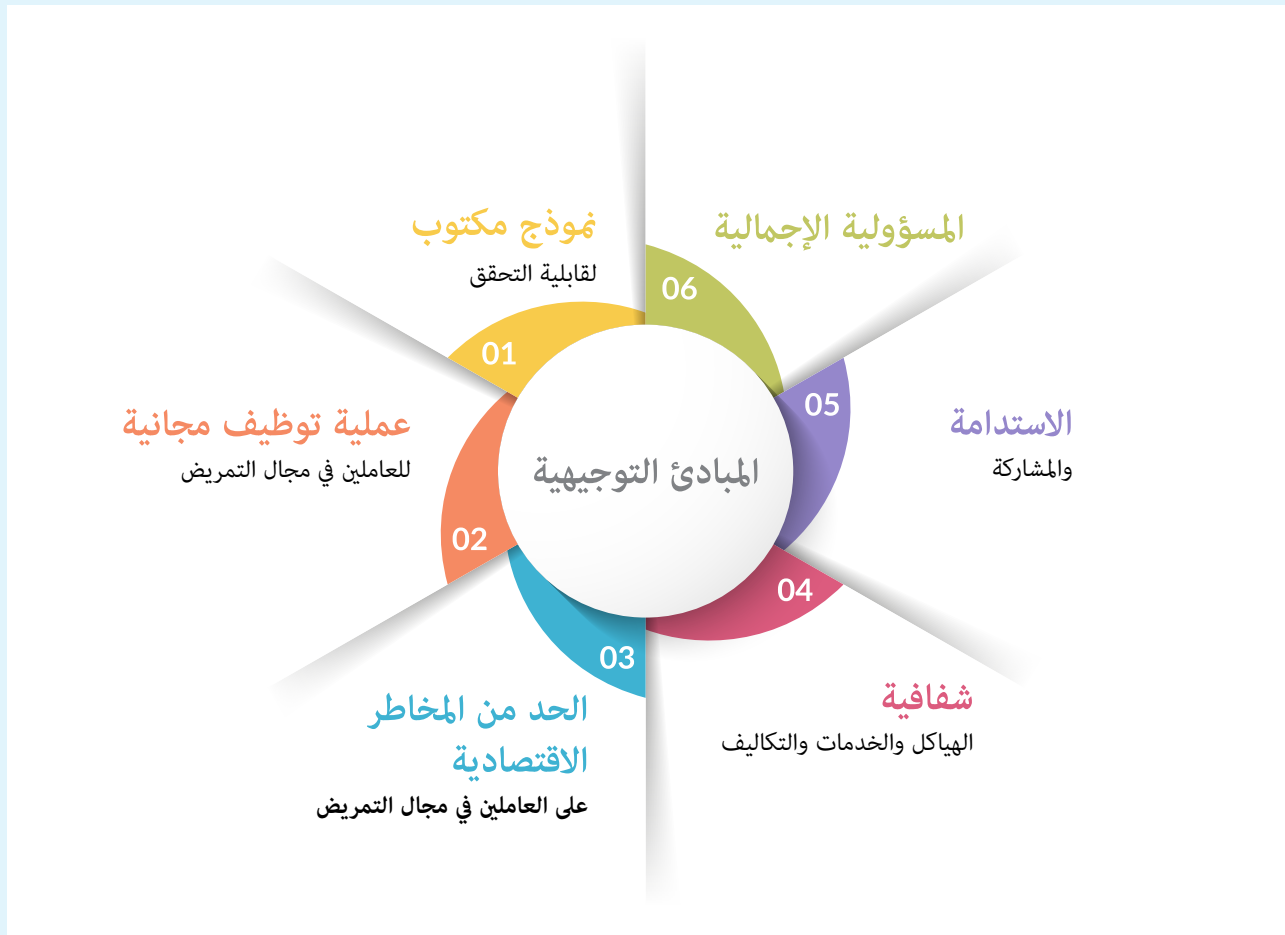 المبادئ التوجيهية
01
نموذج مكتوب
لقابلية التحقق
02
عملية توظيف مجانية
للعاملين في مجال التمريض
03
الحد من المخاطر
الاقتصادية
على العاملين في مجال التمريض
04
شفافية
الهياكل والخدمات والتكاليف
05
الاستدامة
والمشاركة
06
المسؤولية الإجمالية